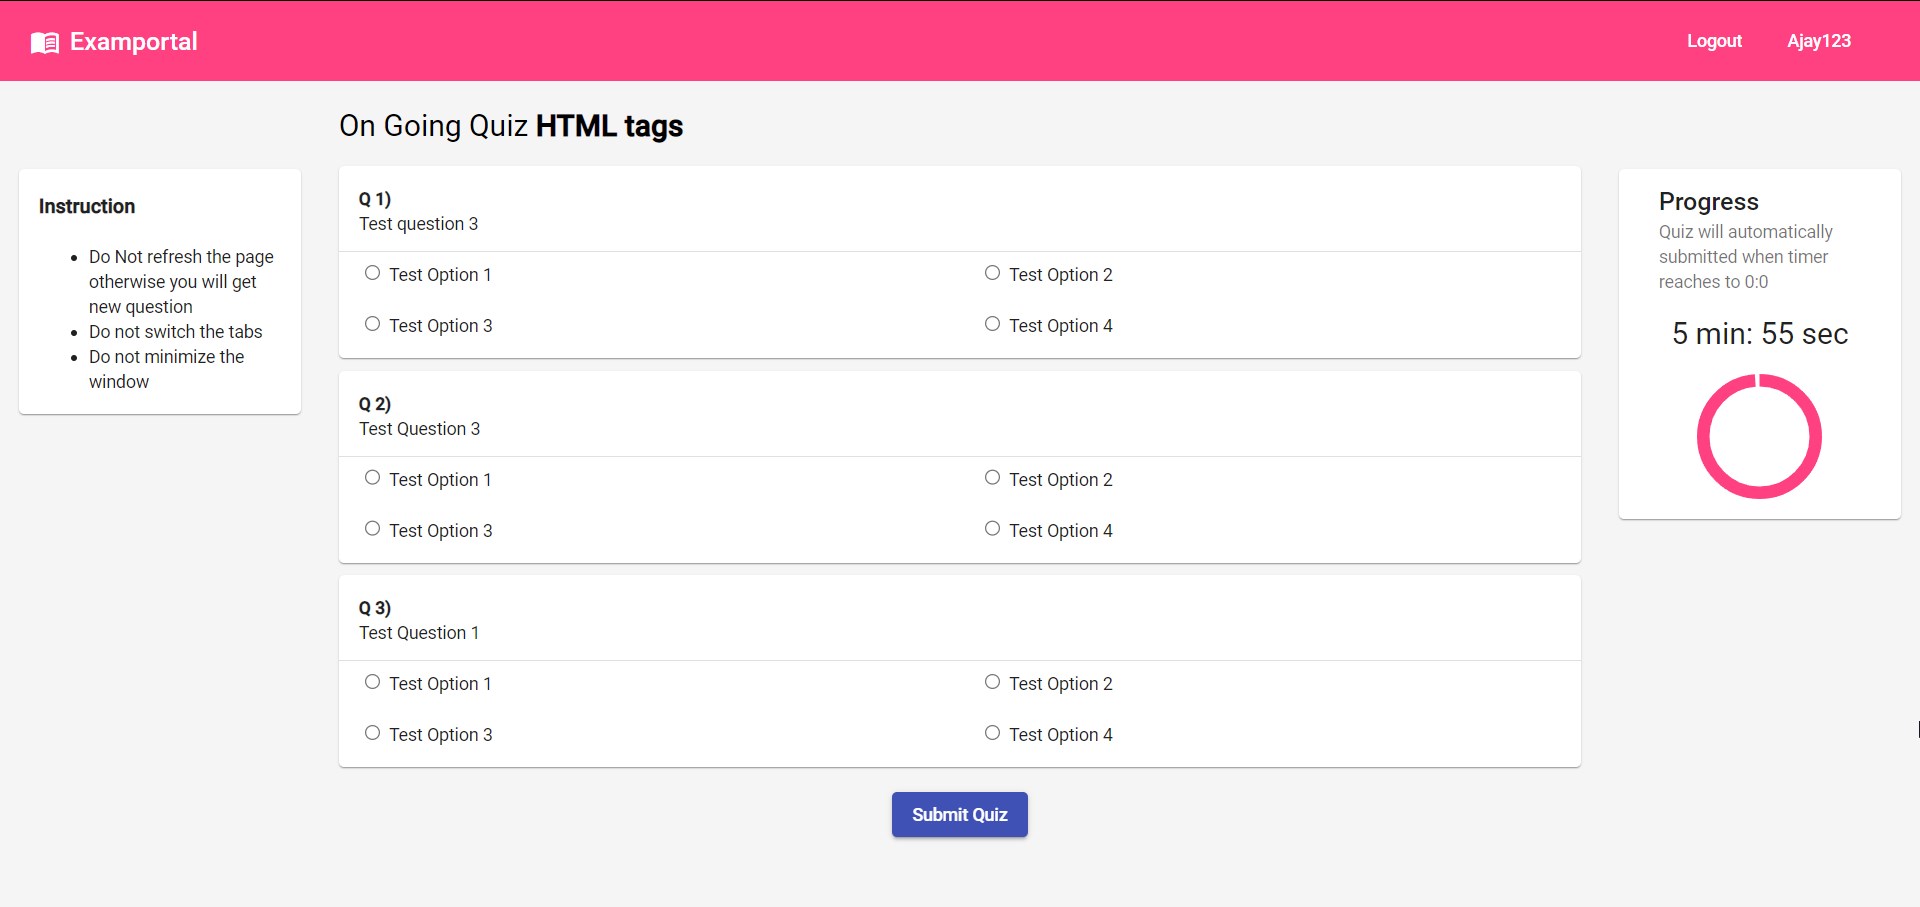 Examportal
Logout
Ajay123
On Going Quiz HTML tags
Instruction
Do Not refresh the page
otherwise you will get
new question
Do not switch the tabs
Do not minimize the
window
Q 1)
Test question 3
Test Option 1
Test Option 2
Test Option 3
Test Option 4
Q 2)
Test Question 3
Test Option 1
Test Option 2
Test Option 3
Test Option 4
Q 3)
Test Question 1
Test Option 1
Test Option 2
Test Option 3
Test Option 4
Submit Quiz
Progress
Quiz will automatically
submitted when timer
reaches to 0:0
5 min: 55 sec